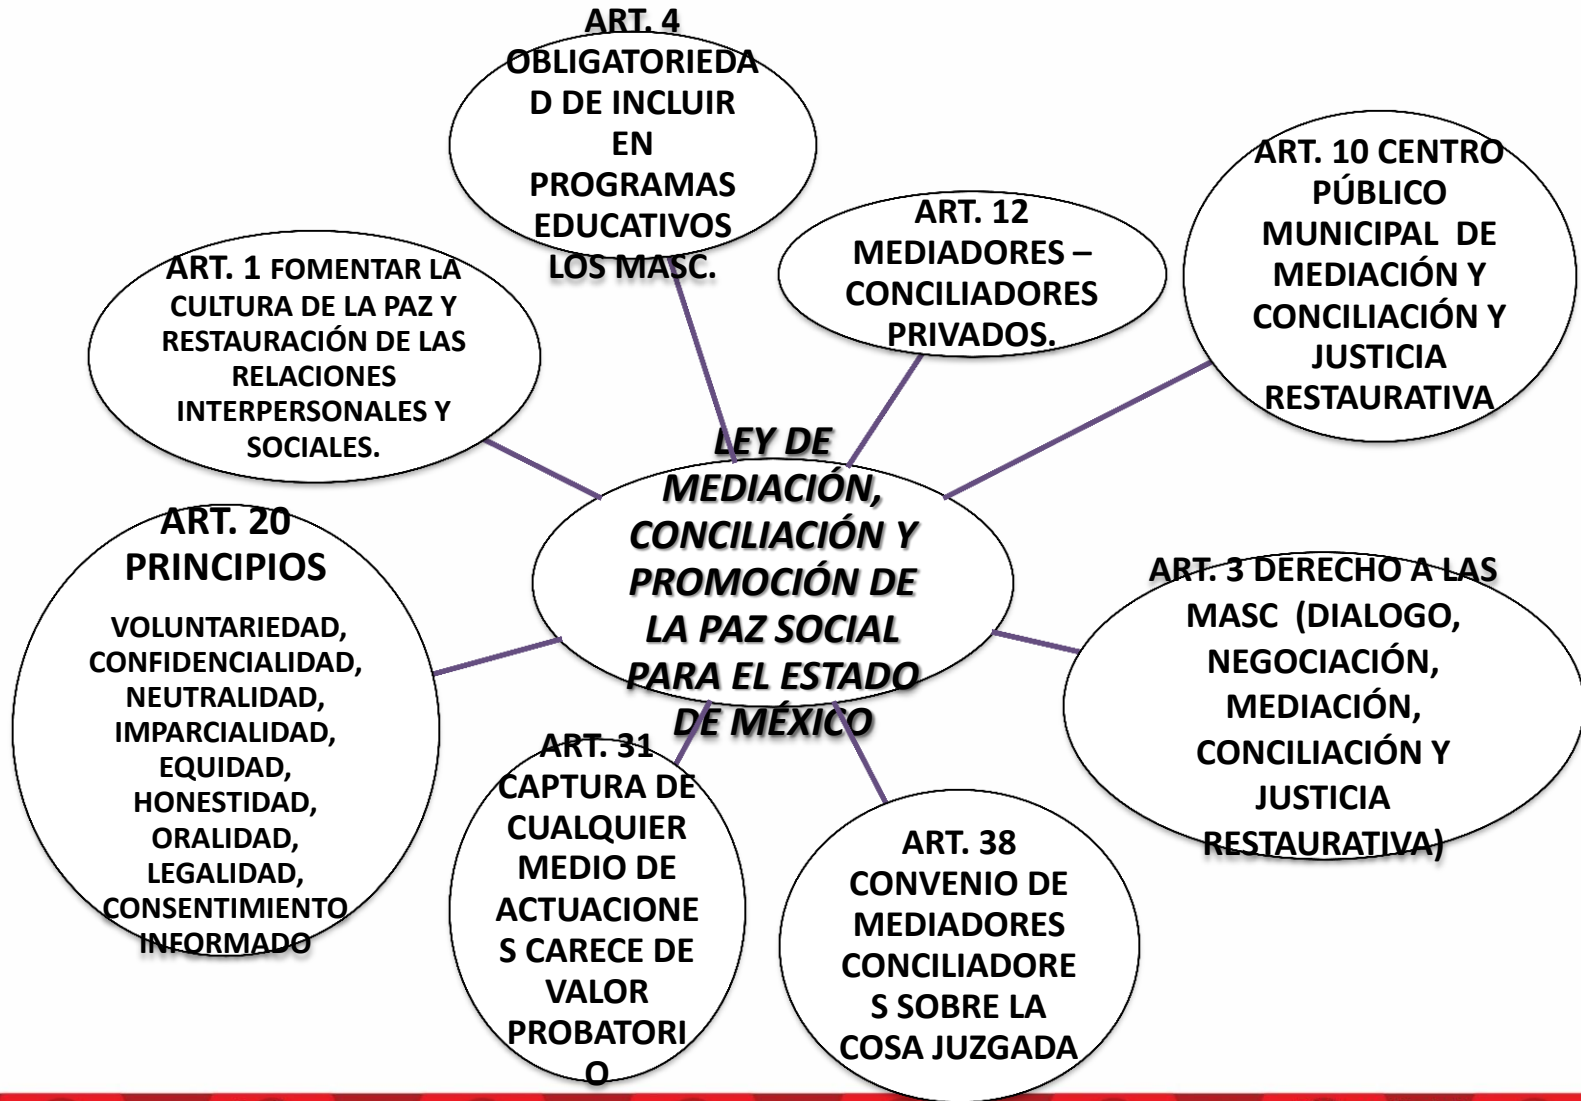 ART. 4
OBLIGATORIEDA
D DE INCLUIR
EN
PROGRAMAS
EDUCATIVOS
LOS MASC.
ART. 12
MEDIADORES –
CONCILIADORES
PRIVADOS.
ART. 10 CENTRO
PÚBLICO
MUNICIPAL DE
MEDIACIÓN Y
CONCILIACIÓN Y
JUSTICIA
RESTAURATIVA
ART. 1 FOMENTAR LA
CULTURA DE LA PAZ Y
RESTAURACIÓN DE LAS
RELACIONES
INTERPERSONALES Y
SOCIALES.
LEY DE
MEDIACIÓN,
CONCILIACIÓN Y
PROMOCIÓN DE
LA PAZ SOCIAL
PARA EL ESTADO
DE MÉXICO
ART. 20
PRINCIPIOS
VOLUNTARIEDAD,
CONFIDENCIALIDAD,
NEUTRALIDAD,
IMPARCIALIDAD,
EQUIDAD,
HONESTIDAD,
ORALIDAD,
LEGALIDAD,
CONSENTIMIENTO
INFORMADO
ART. 3 DERECHO A LAS
MASC (DIALOGO,
NEGOCIACIÓN,
MEDIACIÓN,
CONCILIACIÓN Y
JUSTICIA
RESTAURATIVA)
ART. 31
CAPTURA DE
CUALQUIER
MEDIO DE
ACTUACIONE
S CARECE DE
VALOR
PROBATORI
O
ART. 38
CONVENIO DE
MEDIADORES
CONCILIADORE
S SOBRE LA
COSA JUZGADA